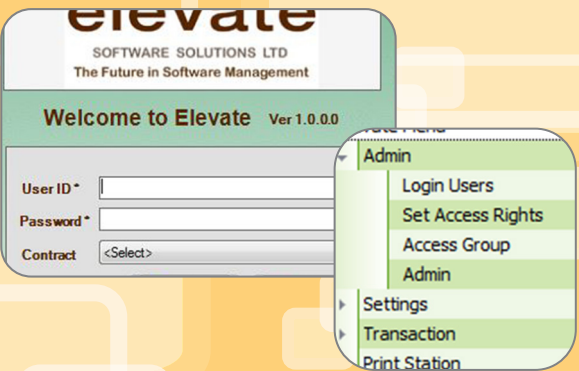 elevate
SOFTWARE SOLUTIONS LTD
The Future in Software Management
Welcome to Elevate Ver 1.0.0.0
User ID*
Password*
Contract <Select>
Menu
Admin
Login Users
Set Access Rights
Access Group
Admin
Settings
Transaction
Print Station